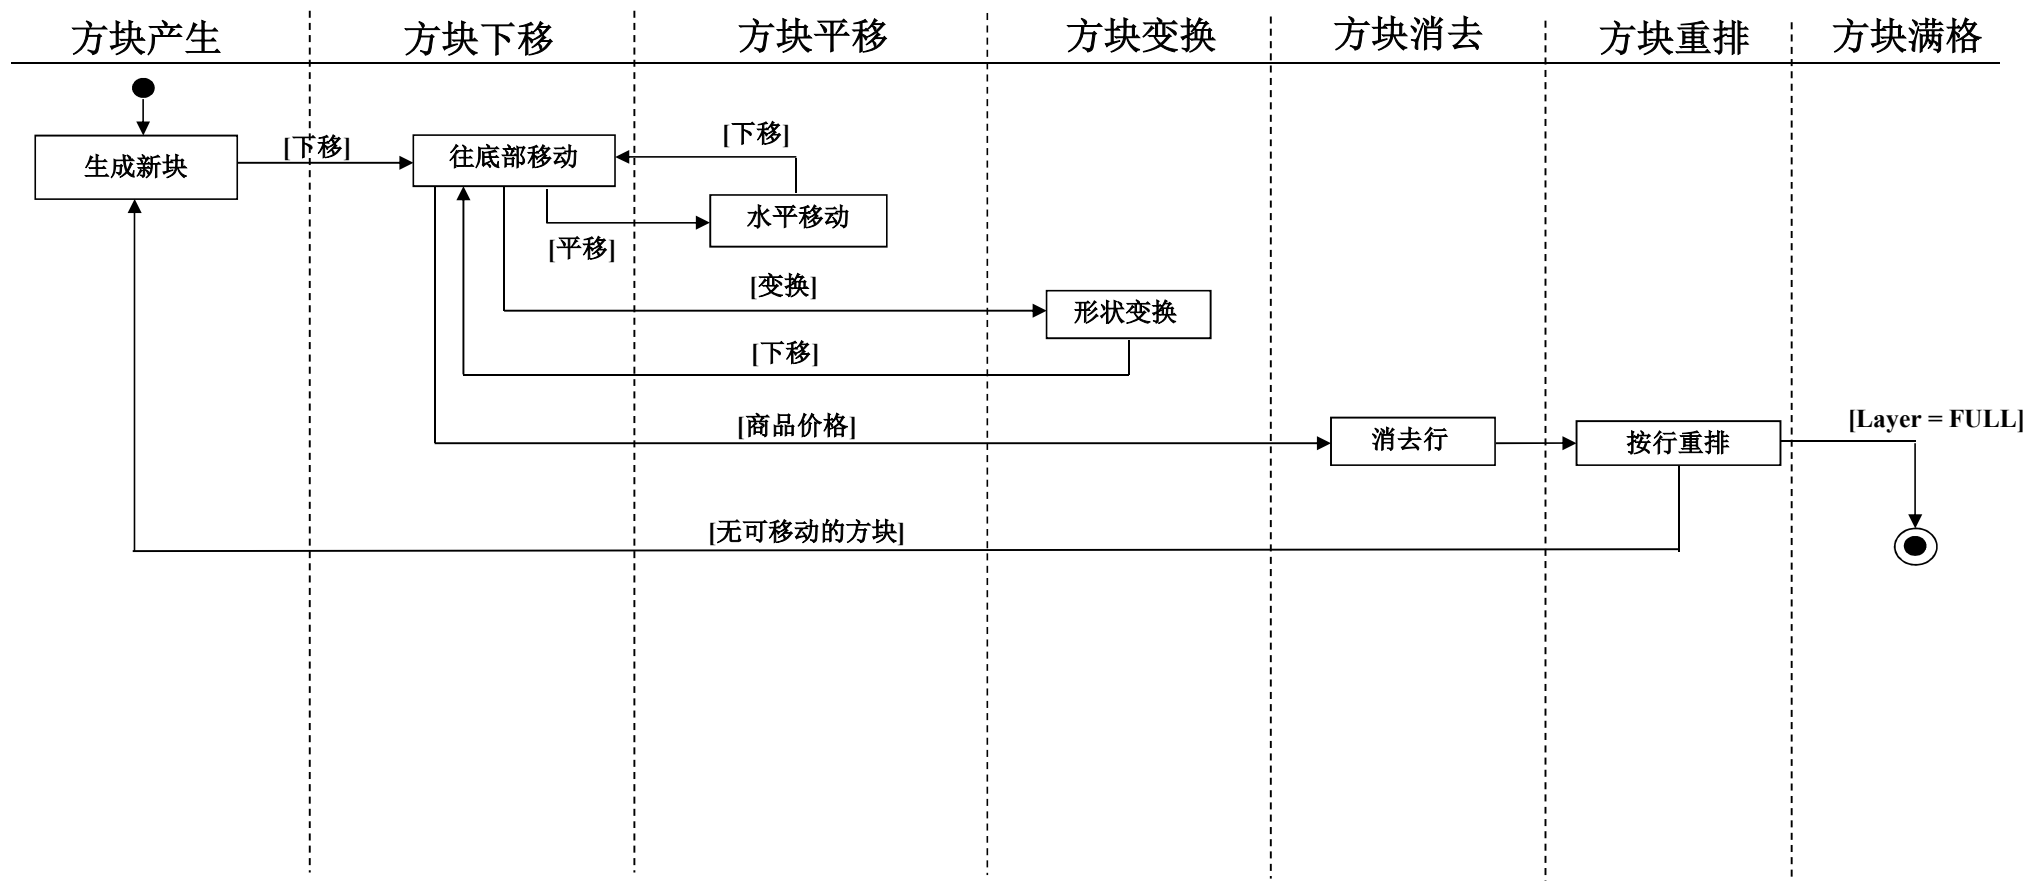 方块产生
方块下移
方块平移
方块变换
方块消去
方块重排
方块满格
[下移]
[下移]
生成新块
往底部移动
水平移动
[平移]
[变换]
形状变换
[下移]
[商品价格]
消去行
按行重排
[Layer = FULL]
[无可移动的方块]